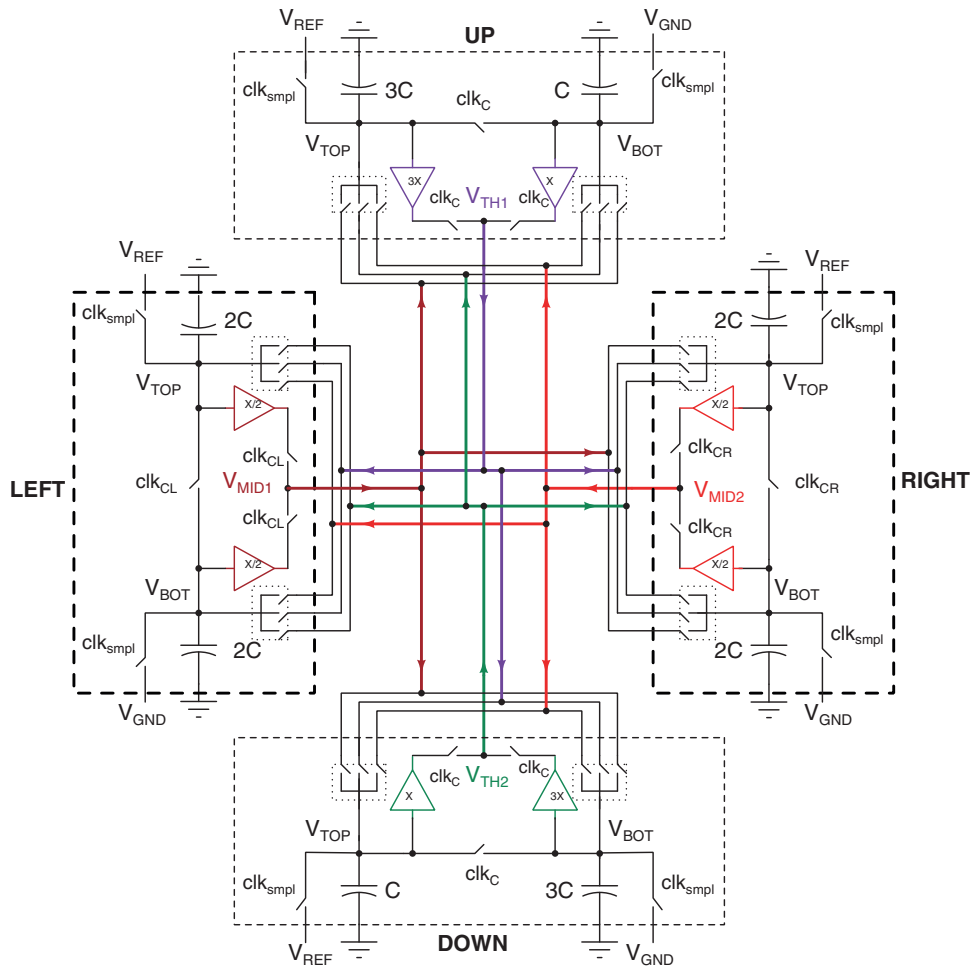 V_REF UP V_GND
clk_smpl 3C clk_C C clk_smpl
V_TOP V_BOT
3X clk_C V_TH1 clk_C X
V_REF V_REF
clk_smpl 2C 2C clk_smpl
V_TOP V_TOP
X/2 X/2
clk_CL clk_CR
LEFT clk_CL V_MID1 V_MID2 clk_CR RIGHT
clk_CL clk_CR
X/2 X/2
V_BOT V_BOT
clk_smpl 2C 2C clk_smpl
V_GND V_GND
clk_C V_TH2 clk_C
X 3X
V_TOP V_BOT
clk_smpl C clk_C 3C clk_smpl
V_REF DOWN V_GND